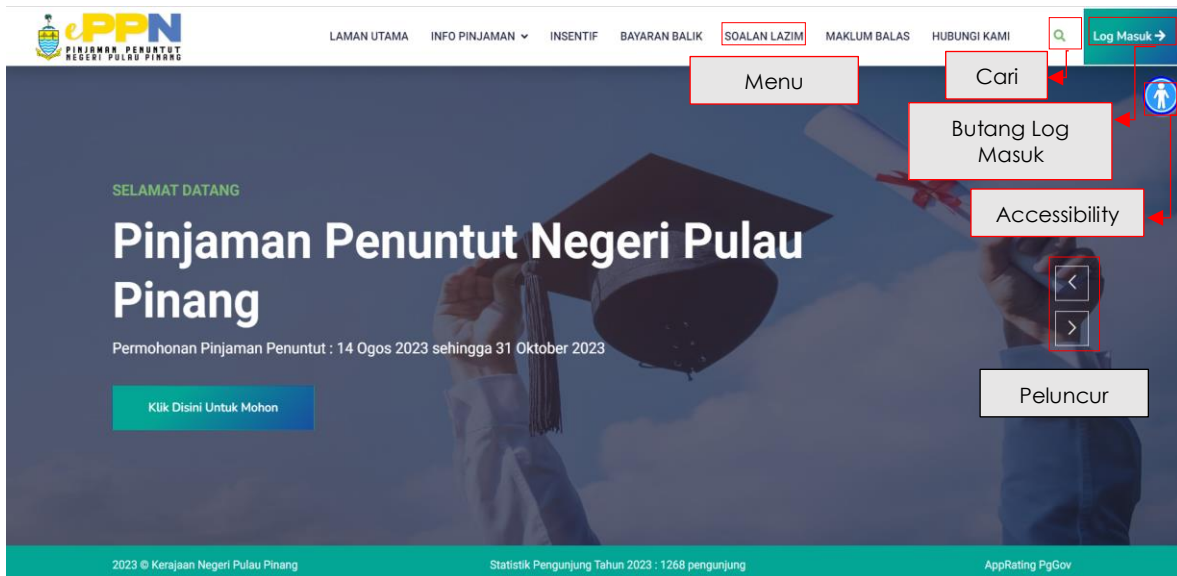 ePPN
PINJAMAN PENUNTUT
NEGERI PULAU PINANG
LAMAN UTAMA INFO PINJAMAN INSENTIF BAYARAN BALIK SOALAN LAZIM MAKLUM BALAS HUBUNGI KAMI Log Masuk →
Menu
Cari
Butang Log
Masuk
Accessibility
SELAMAT DATANG
Pinjaman Penuntut Negeri Pulau
Pinang
Permohonan Pinjaman Penuntut : 14 Ogos 2023 sehingga 31 Oktober 2023
Klik Disini Untuk Mohon
Peluncur
2023 © Kerajaan Negeri Pulau Pinang Statistik Pengunjung Tahun 2023 : 1268 pengunjung AppRating PgGov